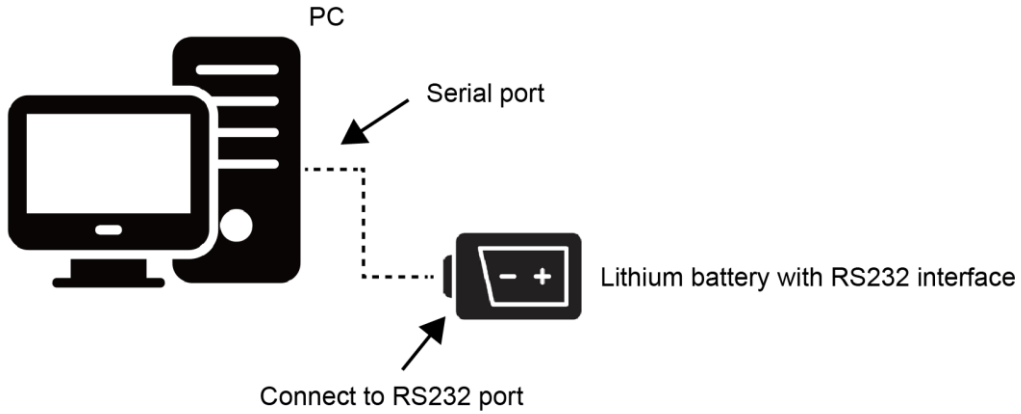 PC
Serial port
Lithium battery with RS232 interface
Connect to RS232 port